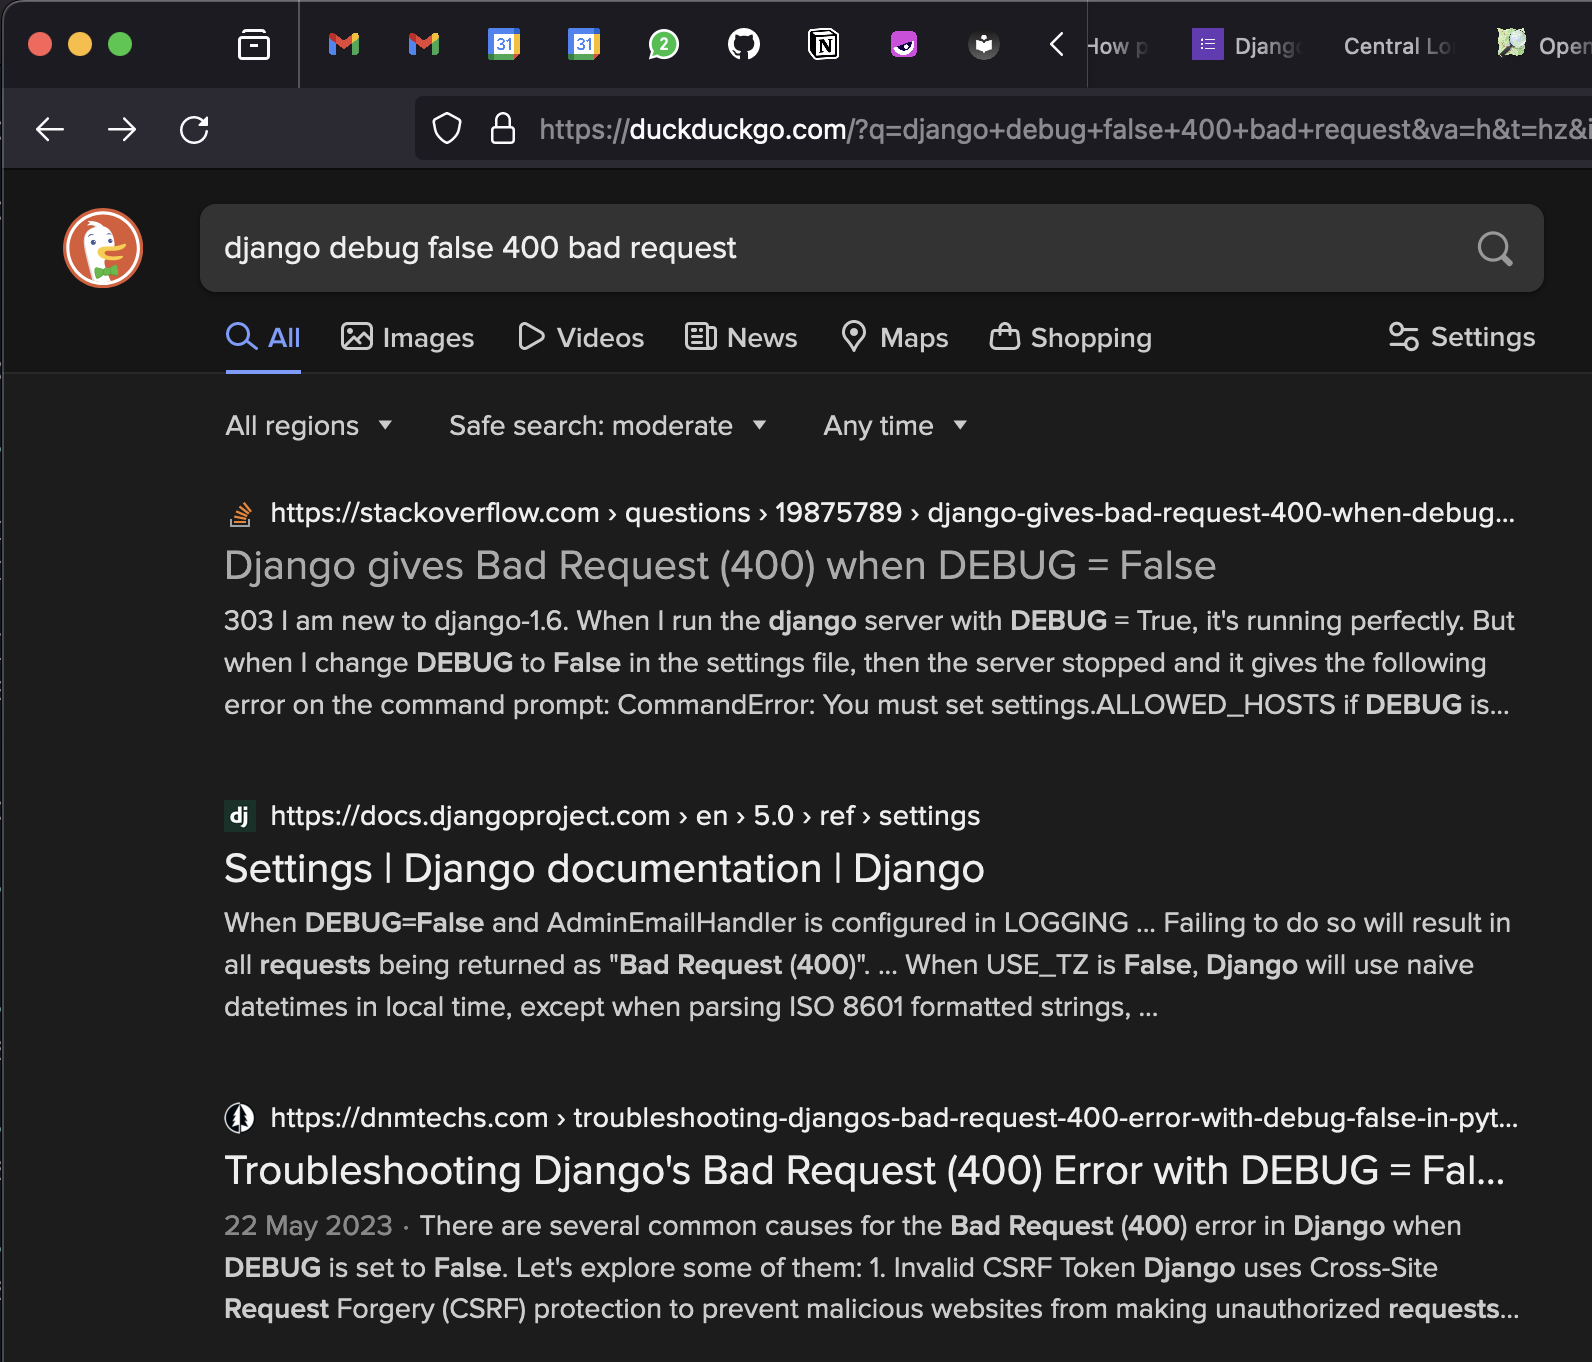 31
31
2
How p
Django
Central Lo
Open
https://duckduckgo.com/?q=django+debug+false+400+bad+request&va=h&t=hz&i
django debug false 400 bad request
All
Images
Videos
News
Maps
Shopping
Settings
All regions
Safe search: moderate
Any time
https://stackoverflow.com › questions › 19875789 › django-gives-bad-request-400-when-debug...
Django gives Bad Request (400) when DEBUG = False
303 I am new to django-1.6. When I run the django server with DEBUG = True, it's running perfectly. But
when I change DEBUG to False in the settings file, then the server stopped and it gives the following
error on the command prompt: CommandError: You must set settings.ALLOWED_HOSTS if DEBUG is...
dj
https://docs.djangoproject.com › en › 5.0 › ref › settings
Settings | Django documentation | Django
When DEBUG=False and AdminEmailHandler is configured in LOGGING ... Failing to do so will result in
all requests being returned as "Bad Request (400)". ... When USE_TZ is False, Django will use naive
datetimes in local time, except when parsing ISO 8601 formatted strings, ...
https://dnmtechs.com › troubleshooting-djangos-bad-request-400-error-with-debug-false-in-pyt...
Troubleshooting Django's Bad Request (400) Error with DEBUG = Fal...
22 May 2023 · There are several common causes for the Bad Request (400) error in Django when
DEBUG is set to False. Let's explore some of them: 1. Invalid CSRF Token Django uses Cross-Site
Request Forgery (CSRF) protection to prevent malicious websites from making unauthorized requests...